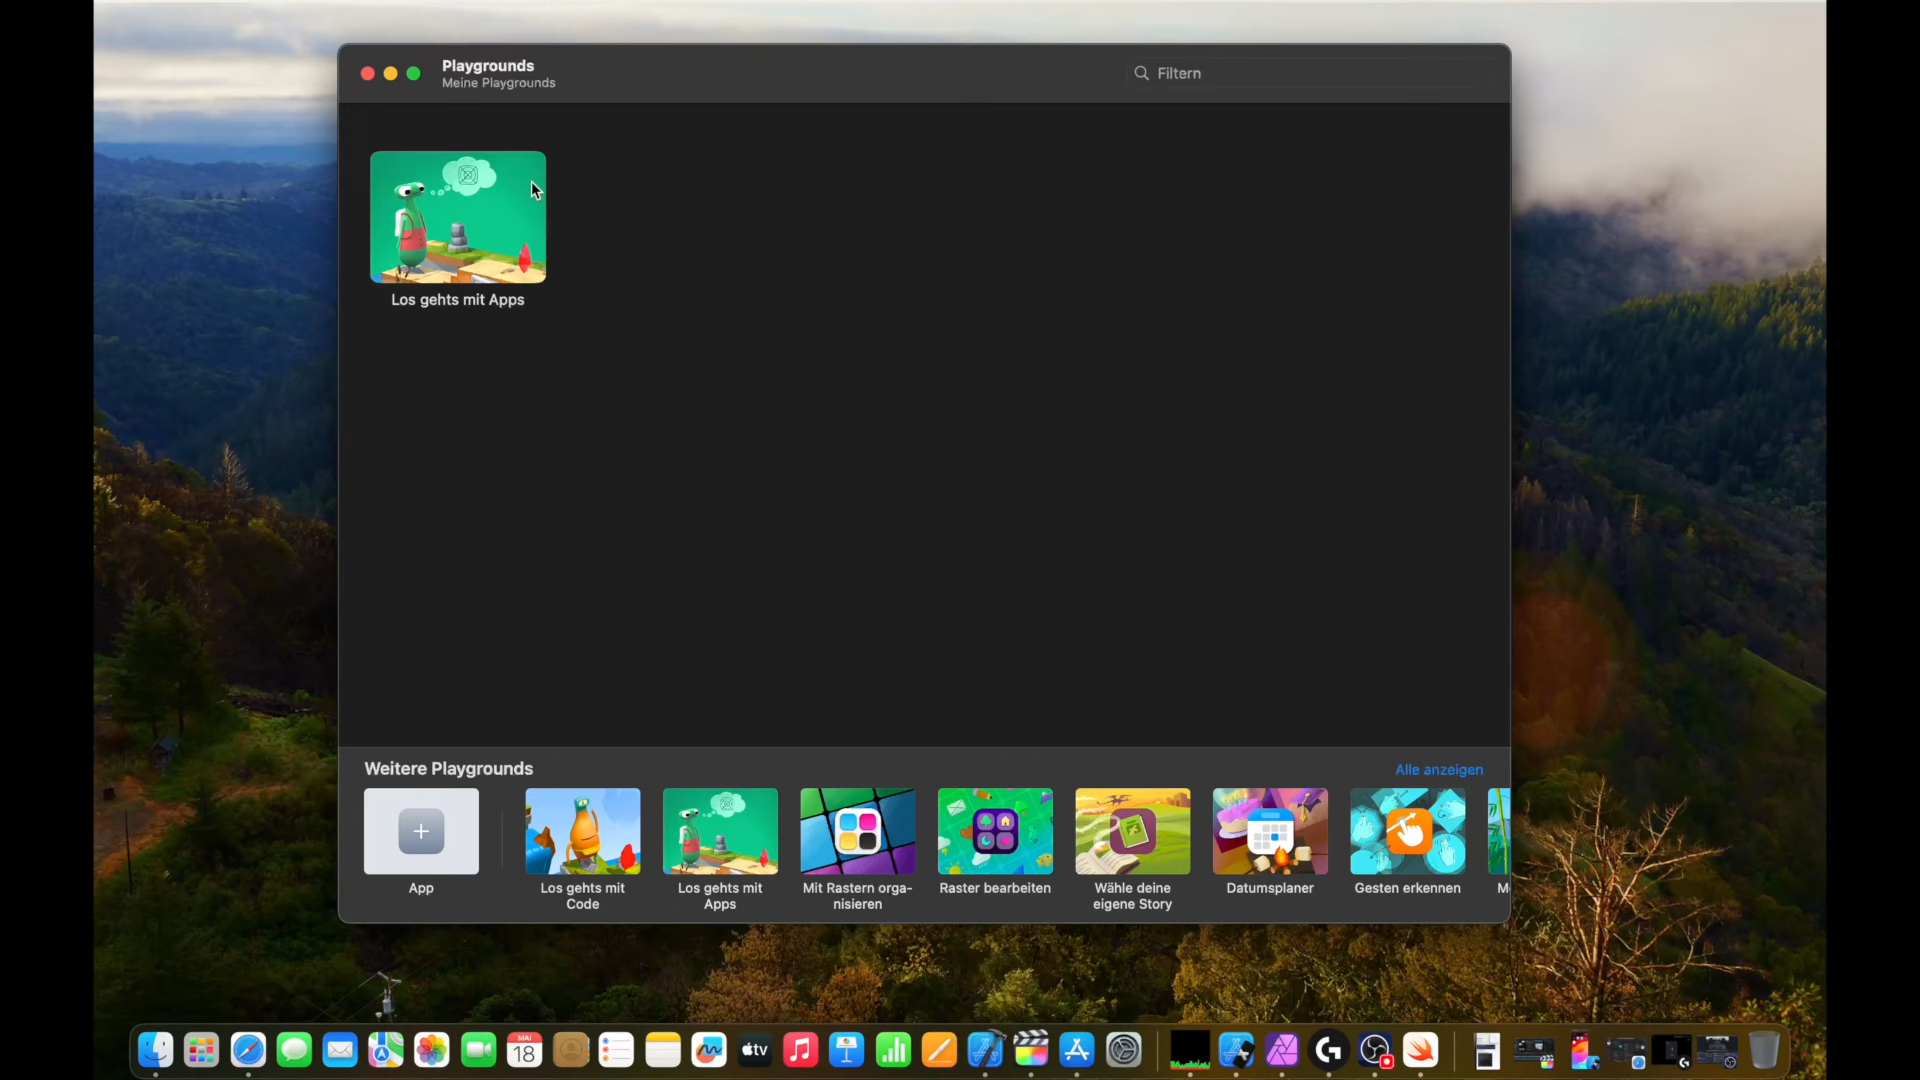 Playgrounds
Meine Playgrounds
Filtern
Los gehts mit Apps
Weitere Playgrounds
Alle anzeigen
App
Los gehts mit
Code
Los gehts mit
Apps
Mit Rastern orga-
nisieren
Raster bearbeiten
Wähle deine
eigene Story
Datumsplaner
Gesten erkennen
MAI
18
tv